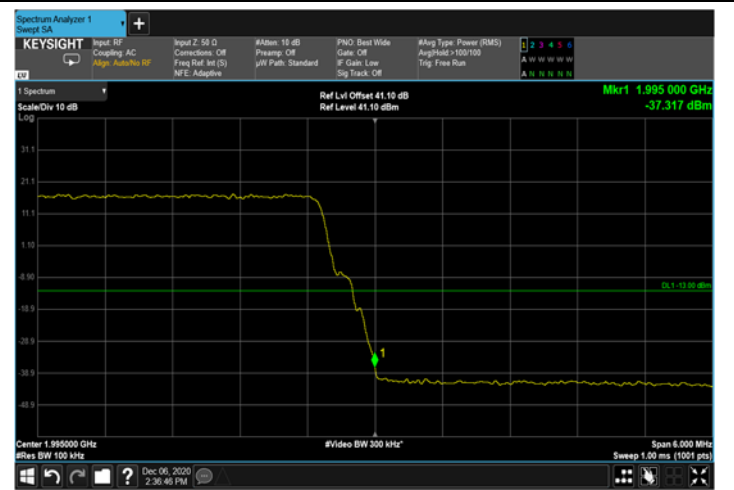 Spectrum Analyzer 1
Swept SA
+
KEYSIGHT
Input: RF
Coupling: AC
Align: Auto/No RF
Input Z: 50 Ω
Corrections: Off
Freq Ref: Int (S)
NFE: Adaptive
#Atten: 10 dB
Preamp: Off
µW Path: Standard
PNO: Best Wide
Gate: Off
IF Gain: Low
Sig Track: Off
#Avg Type: Power (RMS)
Avg|Hold:>100/100
Trig: Free Run
1 2 3 4 5 6
A W W W W W
A N N N N N
LV
1 Spectrum
Scale/Div 10 dB
Log
Ref Lvl Offset 41.10 dB
Ref Level 41.10 dBm
Mkr1 1.995 000 GHz
-37.317 dBm
31.1
21.1
11.1
1.10
-8.90
DL1 -13.00 dBm
-18.9
-28.9
1
-38.9
-48.9
Center 1.995000 GHz
#Video BW 300 kHz*
Span 6.000 MHz
#Res BW 100 kHz
Sweep 1.00 ms (1001 pts)
?
Dec 06, 2020
2:36:46 PM